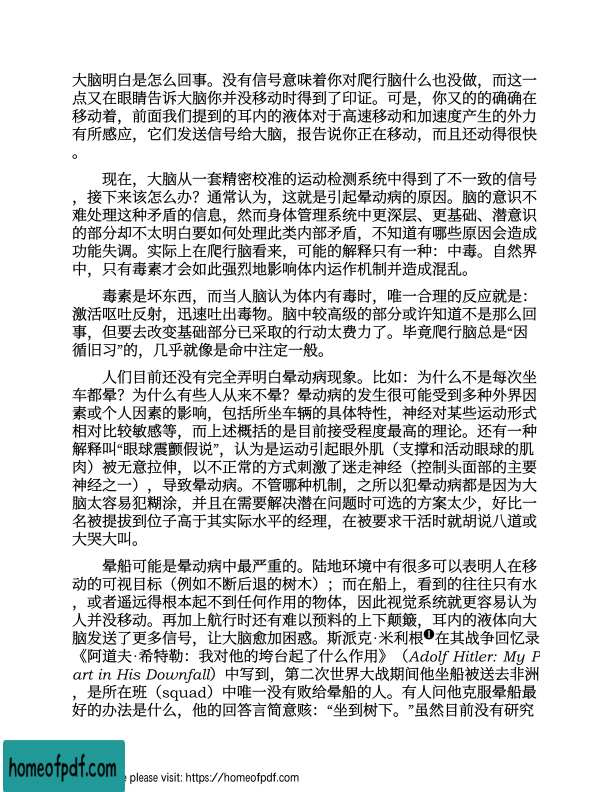 大脑明白是怎么回事。没有信号意味着你对爬行脑什么也没做，而这一
点又在眼睛告诉大脑你并没移动时得到了印证。可是，你又的的确确在
移动着，前面我们提到的耳内的液体对于高速移动和加速度产生的外力
有所感应，它们发送信号给大脑，报告说你正在移动，而且还动得很快
。
现在，大脑从一套精密校准的运动检测系统中得到了不一致的信号
，接下来该怎么办？通常认为，这就是引起晕动病的原因。脑的意识不
难处理这种矛盾的信息，然而身体管理系统中更深层、更基础、潜意识
的部分却不太明白要如何处理此类内部矛盾，不知道有哪些原因会造成
功能失调。实际上在爬行脑看来，可能的解释只有一种：中毒。自然界
中，只有毒素才会如此强烈地影响体内运作机制并造成混乱。
毒素是坏东西，而当人脑认为体内有毒时，唯一合理的反应就是：
激活呕吐反射，迅速吐出毒物。脑中较高级的部分或许知道不是那么回
事，但要去改变基础部分已采取的行动太费力了。毕竟爬行脑总是“因
循旧习”的，几乎就像是命中注定一般。
人们目前还没有完全弄明白晕动病现象。比如：为什么不是每次坐
车都晕？为什么有些人从来不晕？晕动病的发生很可能受到多种外界因
素或个人因素的影响，包括所坐车辆的具体特性，神经对某些运动形式
相对比较敏感等，而上述概括的是目前接受程度最高的理论。还有一种
解释叫“眼球震颤假说”，认为是运动引起眼外肌（支撑和活动眼球的肌
肉）被无意拉伸，以不正常的方式刺激了迷走神经（控制头面部的主要
神经之一），导致晕动病。不管哪种机制，之所以犯晕动病都是因为大
脑太容易犯糊涂，并且在需要解决潜在问题时可选的方案太少，好比一
名被提拔到位子高于其实际水平的经理，在被要求干活时就胡说八道或
大哭大叫。
晕船可能是晕动病中最严重的。陆地环境中有很多可以表明人在移
动的可视目标（例如不断后退的树木）；而在船上，看到的往往只有水
，或者遥远得根本起不到任何作用的物体，因此视觉系统就更容易认为
人并没移动。再加上航行时还有难以预料的上下颠簸，耳内的液体向大
脑发送了更多信号，让大脑愈加困惑。斯派克·米利根❶在其战争回忆录
《阿道夫·希特勒：我对他的垮台起了什么作用》（Adolf Hitler: My P
art in His Downfall）中写到，第二次世界大战期间他坐船被送去非洲
，是所在班（squad）中唯一没有败给晕船的人。有人问他克服晕船最
好的办法是什么，他的回答言简意赅：“坐到树下。”虽然目前没有研究
homeofpdf.com
e please visit: https://homeofpdf.com